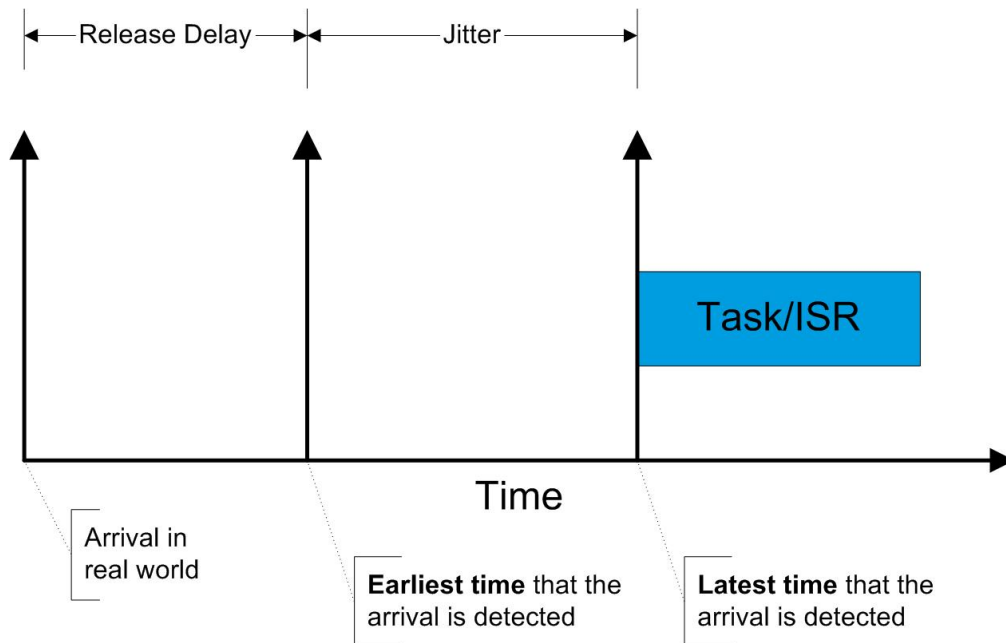 Release Delay
Jitter
Task/ISR
Time
Arrival in
real world
Earliest time that the
arrival is detected
Latest time that the
arrival is detected